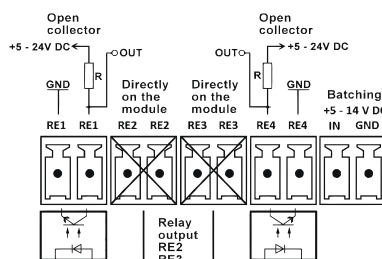 Open
collector
+5 - 24V DC
OUT
R
GND
Directly
on the
module
Directly
on the
module
Open
collector
+5 - 24V DC
OUT
R
GND
Batching
+5 - 14 V DC
RE1 RE1 RE2 RE2 RE3 RE3 RE4 RE4 IN GND
Relay
output
RE2
RE3